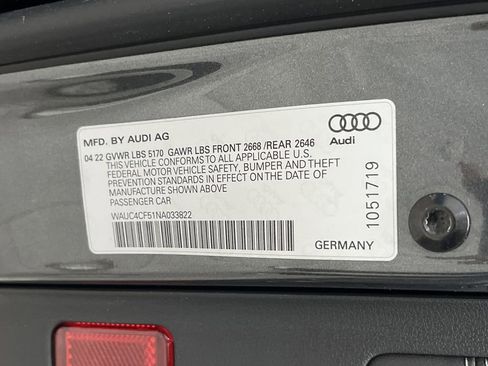 MFD. BY AUDI AG
04 22 GVWR LBS 5170 GAWR LBS FRONT 2668 /REAR 2646
THIS VEHICLE CONFORMS TO ALL APPLICABLE U.S.
FEDERAL MOTOR VEHICLE SAFETY, BUMPER AND THEFT
PREVENTION STANDARDS IN EFFECT ON THE DATE OF
MANUFACTURE SHOWN ABOVE
PASSENGER CAR
WAUC4CF51NA033822
Audi
1051719
GERMANY